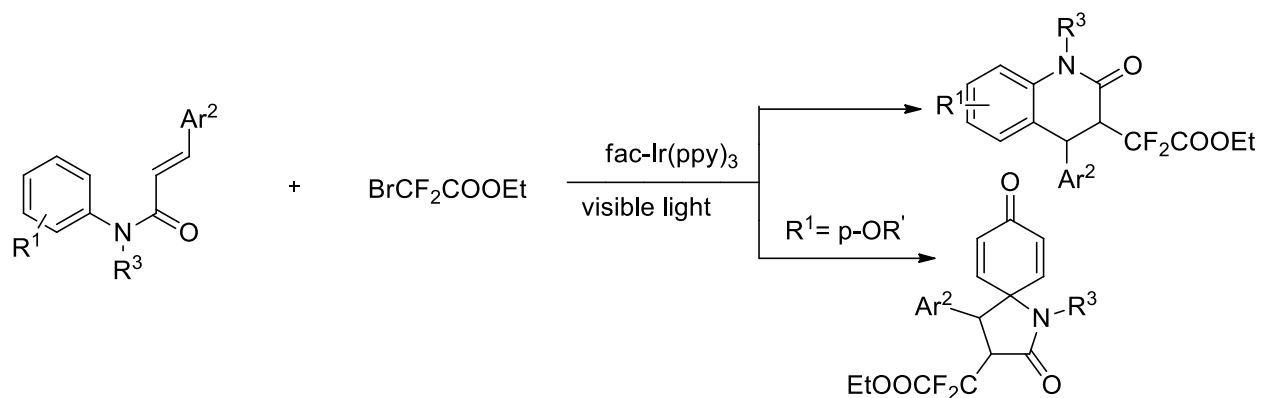 Ar²
R¹
N
R³
O
+
BrCF₂COOEt
fac-Ir(ppy)₃
visible light
R¹= p-OR'
R³
N
O
R¹
CF₂COOEt
Ar²
O
Ar²
N
R³
EtOOCF₂C
O